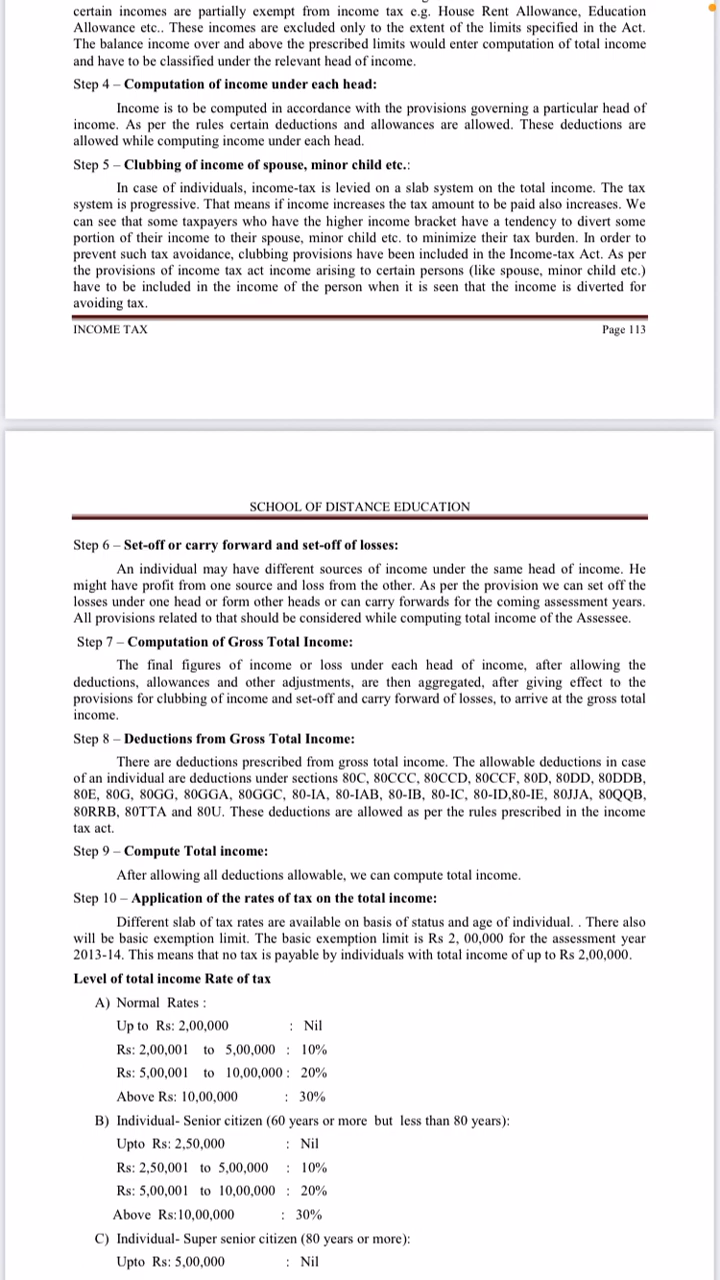 certain incomes are partially exempt from income tax e.g. House Rent Allowance, Education
Allowance etc.. These incomes are excluded only to the extent of the limits specified in the Act.
The balance income over and above the prescribed limits would enter computation of total income
and have to be classified under the relevant head of income.
Step 4 – Computation of income under each head:
Income is to be computed in accordance with the provisions governing a particular head of
income. As per the rules certain deductions and allowances are allowed. These deductions are
allowed while computing income under each head.
Step 5 – Clubbing of income of spouse, minor child etc.:
In case of individuals, income-tax is levied on a slab system on the total income. The tax
system is progressive. That means if income increases the tax amount to be paid also increases. We
can see that some taxpayers who have the higher income bracket have a tendency to divert some
portion of their income to their spouse, minor child etc. to minimize their tax burden. In order to
prevent such tax avoidance, clubbing provisions have been included in the Income-tax Act. As per
the provisions of income tax act income arising to certain persons (like spouse, minor child etc.)
have to be included in the income of the person when it is seen that the income is diverted for
avoiding tax.
INCOME TAX Page 113
SCHOOL OF DISTANCE EDUCATION
Step 6 – Set-off or carry forward and set-off of losses:
An individual may have different sources of income under the same head of income. He
might have profit from one source and loss from the other. As per the provision we can set off the
losses under one head or form other heads or can carry forwards for the coming assessment years.
All provisions related to that should be considered while computing total income of the Assessee.
Step 7 – Computation of Gross Total Income:
The final figures of income or loss under each head of income, after allowing the
deductions, allowances and other adjustments, are then aggregated, after giving effect to the
provisions for clubbing of income and set-off and carry forward of losses, to arrive at the gross total
income.
Step 8 – Deductions from Gross Total Income:
There are deductions prescribed from gross total income. The allowable deductions in case
of an individual are deductions under sections 80C, 80CCC, 80CCD, 80CCF, 80D, 80DD, 80DDB,
80E, 80G, 80GG, 80GGA, 80GGC, 80-IA, 80-IAB, 80-IB, 80-IC, 80-ID,80-IE, 80JJA, 80QQB,
80RRB, 80TTA and 80U. These deductions are allowed as per the rules prescribed in the income
tax act.
Step 9 – Compute Total income:
After allowing all deductions allowable, we can compute total income.
Step 10 – Application of the rates of tax on the total income:
Different slab of tax rates are available on basis of status and age of individual. . There also
will be basic exemption limit. The basic exemption limit is Rs 2, 00,000 for the assessment year
2013-14. This means that no tax is payable by individuals with total income of up to Rs 2,00,000.
Level of total income Rate of tax
A) Normal Rates :
Up to Rs: 2,00,000 : Nil
Rs: 2,00,001 to 5,00,000 : 10%
Rs: 5,00,001 to 10,00,000 : 20%
Above Rs: 10,00,000 : 30%
B) Individual- Senior citizen (60 years or more but less than 80 years):
Upto Rs: 2,50,000 : Nil
Rs: 2,50,001 to 5,00,000 : 10%
Rs: 5,00,001 to 10,00,000 : 20%
Above Rs:10,00,000 : 30%
C) Individual- Super senior citizen (80 years or more):
Upto Rs: 5,00,000 : Nil